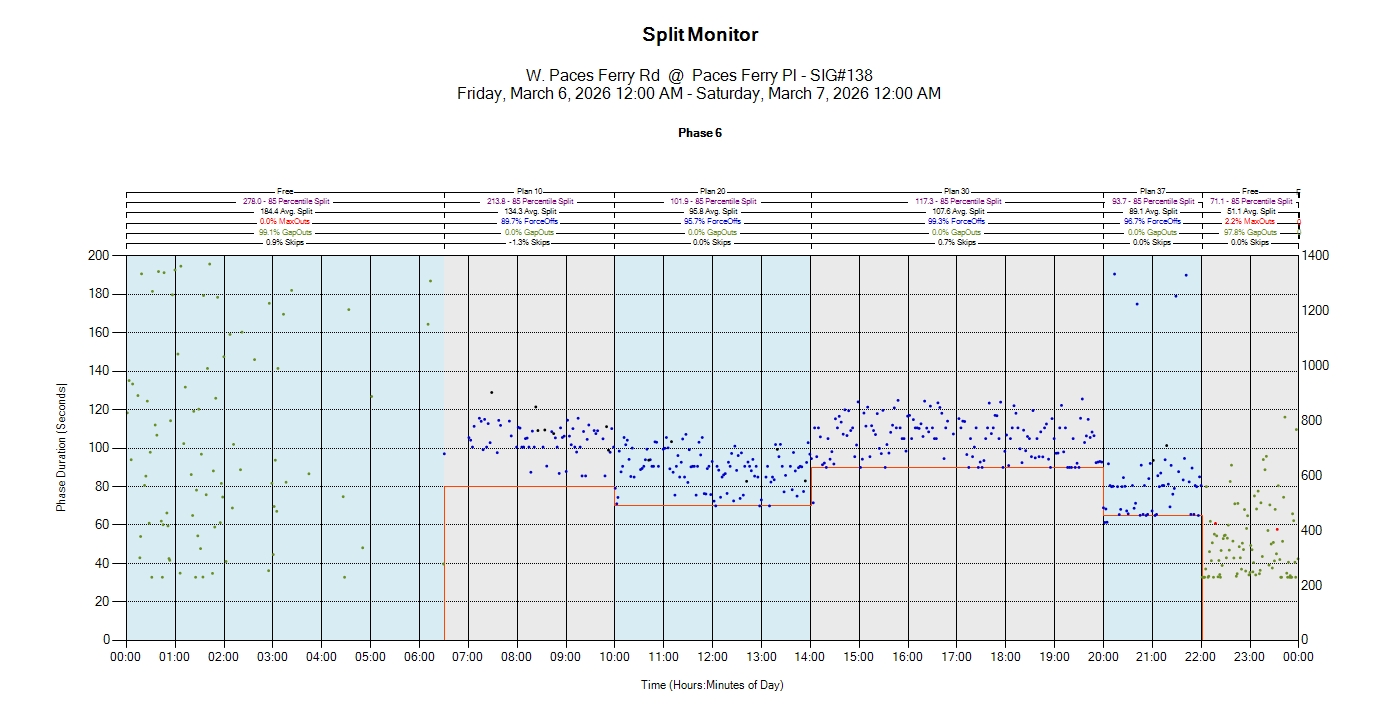 Split Monitor
W. Paces Ferry Rd @ Paces Ferry Pl - SIG#138
Friday, March 6, 2026 12:00 AM - Saturday, March 7, 2026 12:00 AM
Phase 6
Free Plan 10 Plan 20 Plan 30 Plan 37 Free F
278.0 - 85 Percentile Split 213.8 - 85 Percentile Split 101.9 - 85 Percentile Split 117.3 - 85 Percentile Split 93.7 - 85 Percentile Split 71.1 - 85 Percentile Split
184.4 Avg. Split 134.3 Avg. Split 95.8 Avg. Split 107.6 Avg. Split 89.1 Avg. Split 51.1 Avg. Split
0.0% MaxOuts 89.7% ForceOffs 95.7% ForceOffs 99.3% ForceOffs 96.7% ForceOffs 2.2% MaxOuts
99.1% GapOuts 0.0% GapOuts 0.0% GapOuts 0.0% GapOuts 0.0% GapOuts 97.8% GapOuts
0.9% Skips -1.3% Skips 0.0% Skips 0.7% Skips 0.0% Skips 0.0% Skips
200 1400
180
1200
160
140
1000
120
800
100
80 600
60
400
40
200
20
0 0
Phase Duration (Seconds)
00:00 01:00 02:00 03:00 04:00 05:00 06:00 07:00 08:00 09:00 10:00 11:00 12:00 13:00 14:00 15:00 16:00 17:00 18:00 19:00 20:00 21:00 22:00 23:00 00:00
Time (Hours:Minutes of Day)